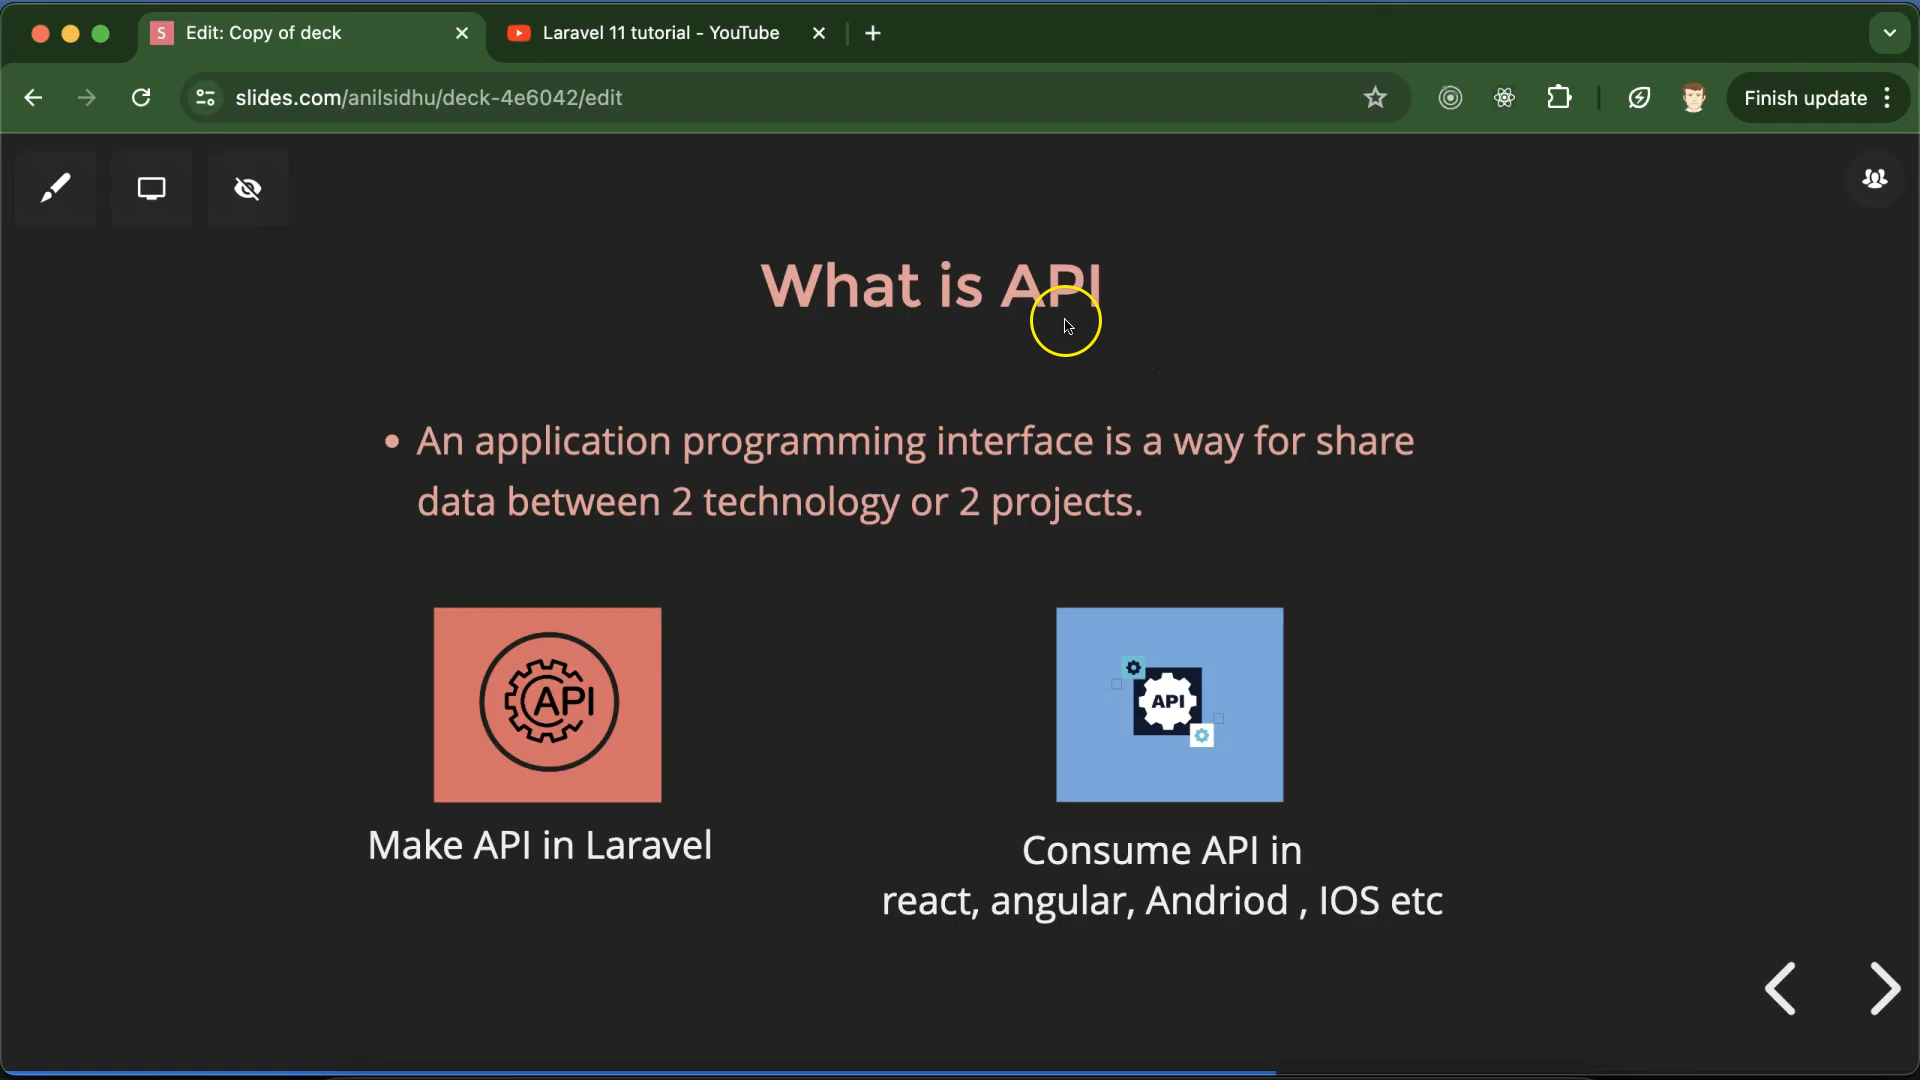 S Edit: Copy of deck
Laravel 11 tutorial - YouTube
slides.com/anilsidhu/deck-4e6042/edit
Finish update
What is API
• An application programming interface is a way for share
data between 2 technology or 2 projects.
API
API
Make API in Laravel
Consume API in
react, angular, Andriod , IOS etc